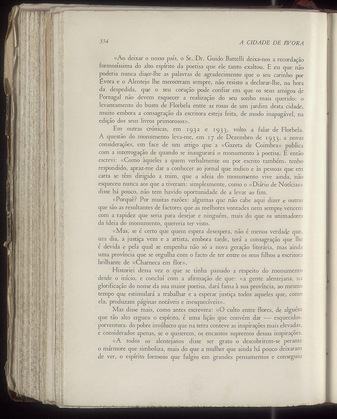 334 A CIDADE DE EVORA
«Ao deixar o nosso país, o Sr. Dr. Guido Battelli deixa-nos a recordação
formosíssima do alto espírito da poetisa que ele tanto exaltou. E eu que não
poderia nunca dizer-lhe as palavras de agradecimento que o seu carinho por
Évora e o Alentejo lhe mereceram sempre, não resisto a declarar-lhe, na hora
da despedida, que o seu coração pode confiar em que os seus amigos de
Portugal não devem esquecer a realização do seu sonho mais querido: o
levantamento do busto de Florbela entre as rosas de um jardim desta cidade,
muito embora a consagração da escritora esteja feita, de modo inapagável, na
edição dos seus livros primorosos».
Em outras crónicas, em 1932 e 1933, volto a falar de Florbela.
A questão do monumento leva-me, em 17 de Dezembro de 1933, a novas
considerações, em face de um artigo que a «Gazeta de Coimbra» publica
com a interrogação de quando se inaugurará o monumento à poetisa. E então
escrevi: «Como àqueles a quem verbalmente ou por escrito também tenho
respondido, apraz-me dar a conhecer ao jornal que indico e às pessoas que em
carta se têm dirigido a mim, que a ideia do monumento vive ainda, não
esqueceu nunca aos que a tiveram: simplesmente, como o «Diário de Notícias»
disse há pouco, não tem havido oportunidade de a levar ao fim.
«Porquê? Por muitas razões: algumas que não cabe aqui dizer e outras
que são as resultantes de factores que as melhores vontades nem sempre vencem
com a rapidez que seria para desejar e ninguém, mais do que os animadores
da ideia do monumento, quereria ver visto.
«Mas, se é certo que quem espera desespera, não é menos verdade que,
um dia, a justiça vem e a artista, embora tarde, terá a consagração que lhe
é devida e pela qual se empenha não só a nova geração literária, mas ainda
uma província que se orgulha com o facto de ter entre os seus filhos a escritora
brilhante de «Charneca em flor».
Historiei dessa vez o que se tinha passado a respeito do monumento
desde o início, e concluí com a afirmação de que: «a gente alentejana, na
glorificação do nome da sua maior poetisa, dará fama à sua província, ao mesmo
tempo que estimulará a trabalhar e a esperar justiça todos aqueles que, como
ela, produzam páginas notáveis e inesquecíveis».
Mas disse mais, como antes escrevera: «O culto entre flores, de alguém
que tão alto ergueu o espírito, é uma lição que convém dar — esquecidos
porventura, do pobre invólucro que na terra conteve as inspirações mais elevadas,
e considerados apenas, se o quiserem, os encantos supremos dessas inspirações.
«A todos os alentejanos disse ser grato o descobrirem-se perante
o mármore que simboliza, mais do que a mulher que ainda há pouco deixaram
de ver, o espírito formoso que fulgiu em grandes pensamentos e conseguiu